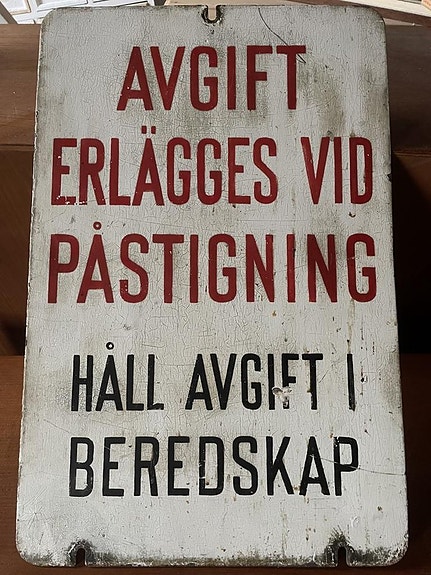 AVGIFT
ERLÄGGES VID
PÅSTIGNING
HÅLL AVGIFT I
BEREDSKAP